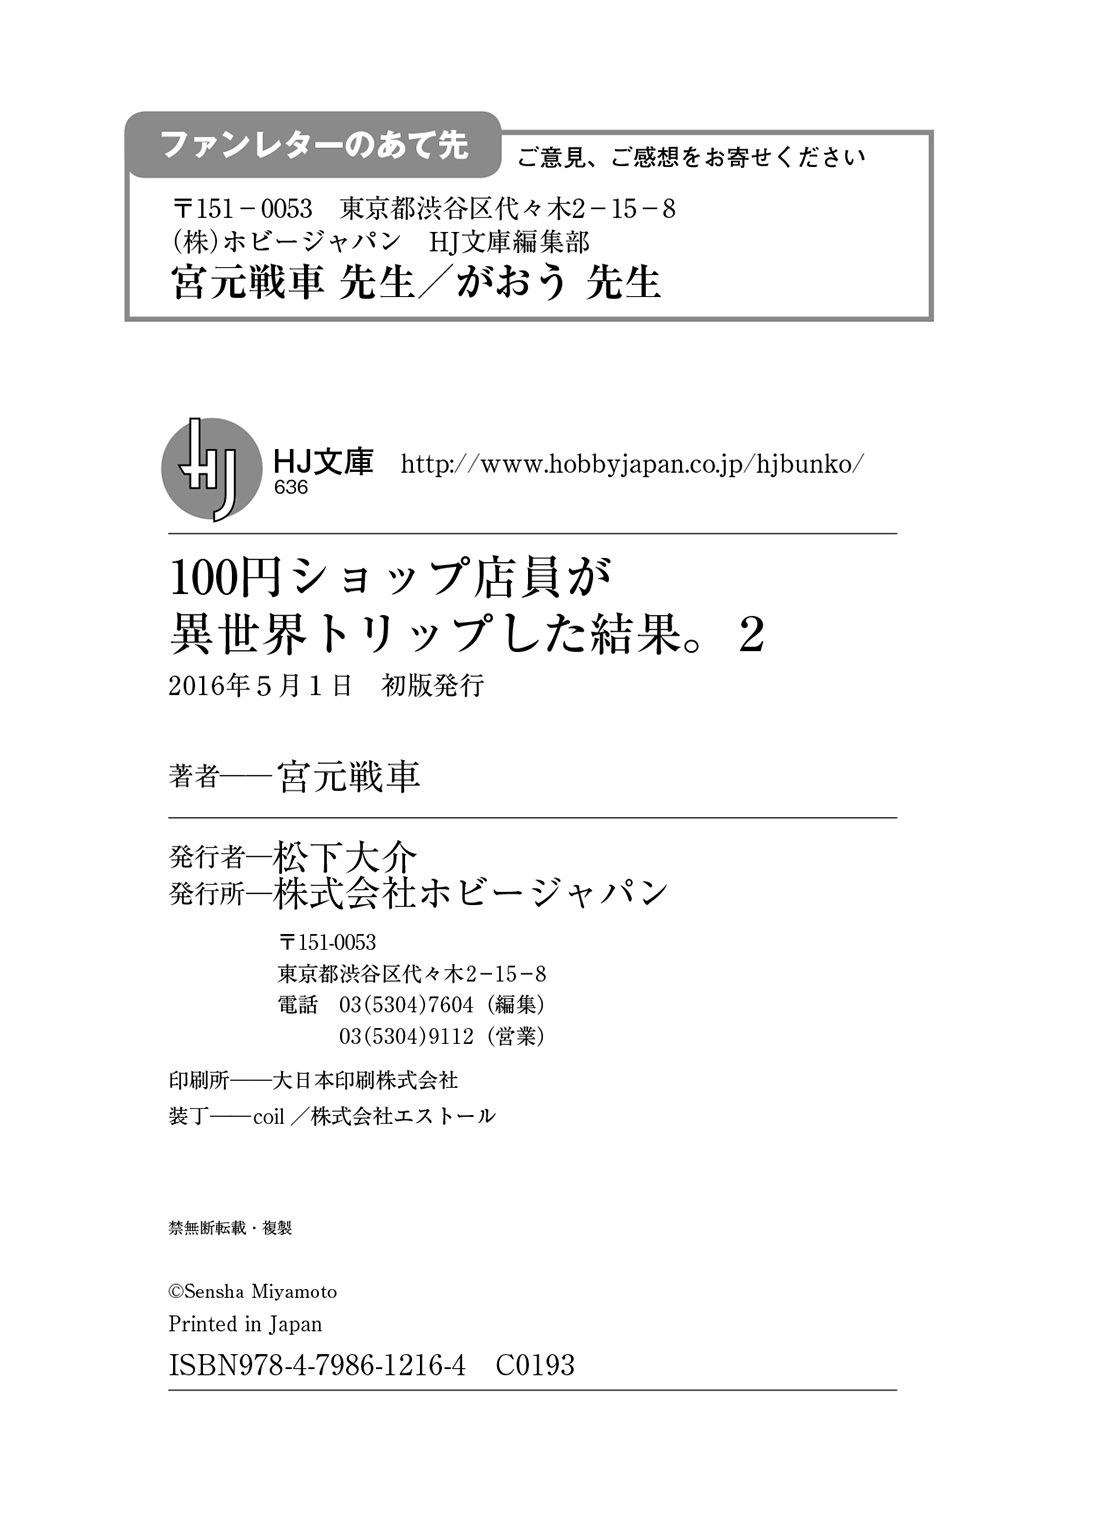 ファンレターのあて先
ご意見、ご感想をお寄せください
〒151－0053　東京都渋谷区代々木2－15－8
（株）ホビージャパン　HJ文庫編集部
宮元戦車 先生／がおう 先生
HJ
HJ文庫　http://www.hobbyjapan.co.jp/hjbunko/
636
100円ショップ店員が
異世界トリップした結果。２
2016年５月１日　初版発行
著者――宮元戦車
発行者―松下大介
発行所―株式会社ホビージャパン
〒151-0053
東京都渋谷区代々木2－15－8
電話　03（5304）7604（編集）
03（5304）9112（営業）
印刷所――大日本印刷株式会社
装丁――coil／株式会社エストール
禁無断転載・複製
©Sensha Miyamoto
Printed in Japan
ISBN978-4-7986-1216-4　C0193